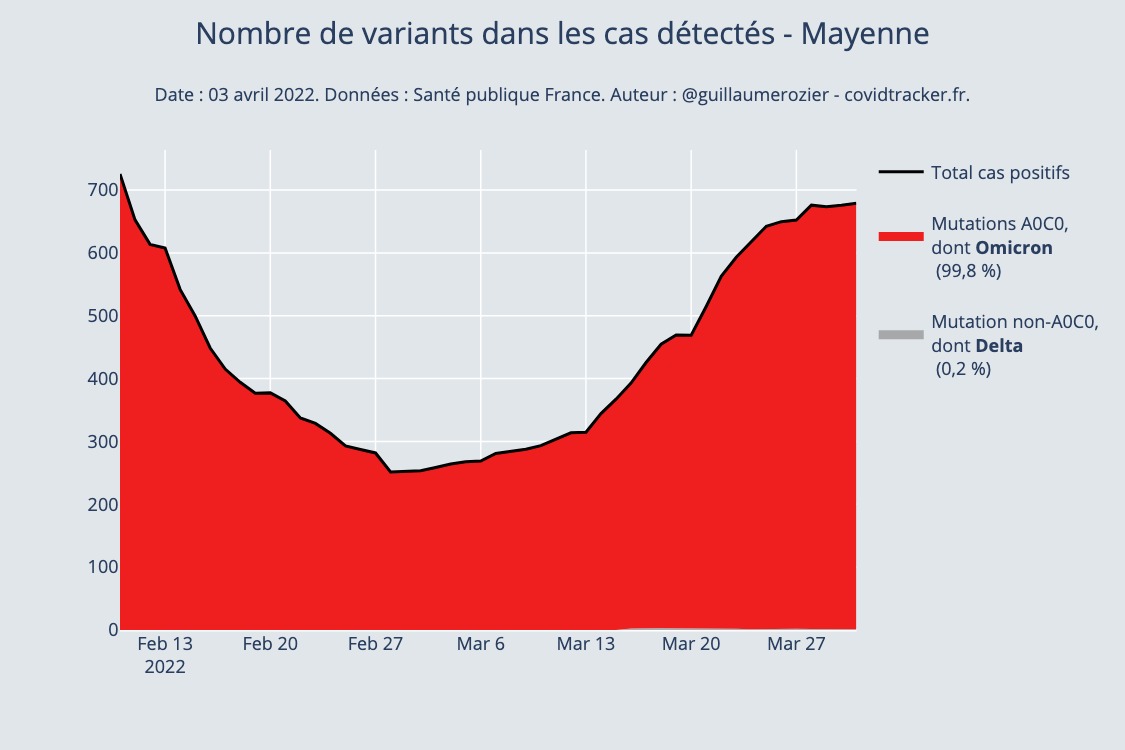 Nombre de variants dans les cas détectés - Mayenne
Date : 03 avril 2022. Données : Santé publique France. Auteur : @guillaumerozier - covidtracker.fr.
Total cas positifs
Mutations A0C0,
dont Omicron
(99,8 %)
Mutation non-A0C0,
dont Delta
(0,2 %)
700
600
500
400
300
200
100
0
Feb 13 Feb 20 Feb 27 Mar 6 Mar 13 Mar 20 Mar 27
2022